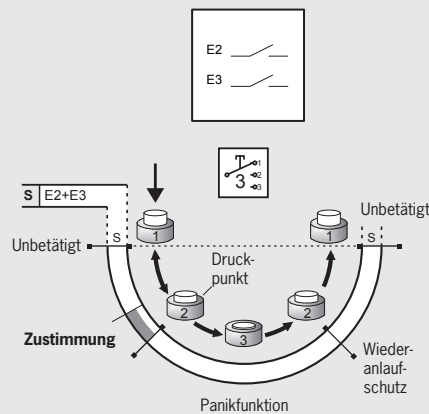 E2
E3
1
2
3
3
S E2+E3
Unbetätigt
Unbetätigt
S
1
1
S
Druck-
punkt
2
2
3
Zustimmung
Wieder-
anlauf-
schutz
Panikfunktion